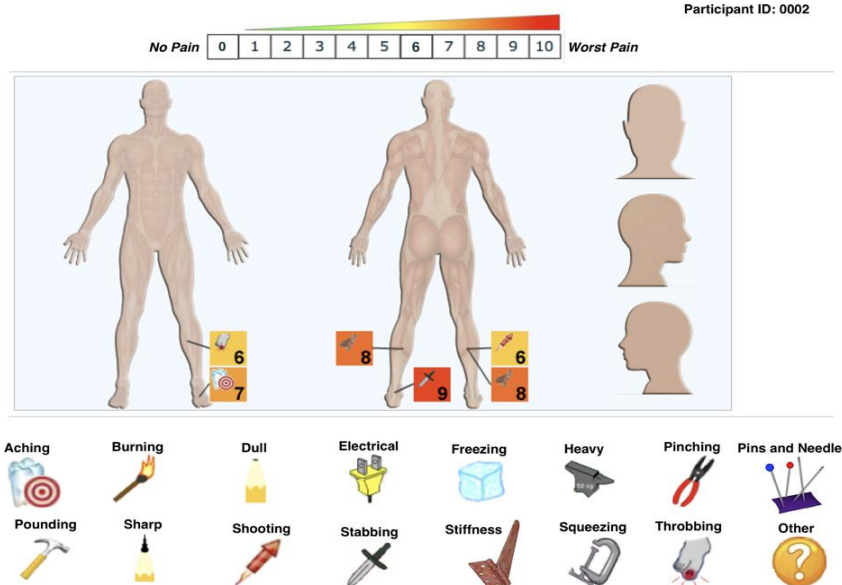 Participant ID: 0002
No Pain 0 1 2 3 4 5 6 7 8 9 10 Worst Pain
6
7
8
9
6
8
Aching Burning Dull Electrical Freezing Heavy Pinching Pins and Needle
50 kg
Pounding Sharp Shooting Stabbing Stiffness Squeezing Throbbing Other
?